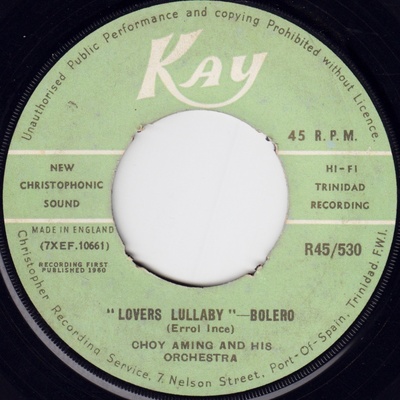 Unauthorised Public Performance and copying Prohibited without Licence.
Kay
45 R.P.M.
NEW
CHRISTOPHONIC
SOUND
HI-FI
TRINIDAD
RECORDING
MADE IN ENGLAND
(7XEF.10661)
RECORDING FIRST
PUBLISHED 1960
R45/530
"LOVERS LULLABY"—BOLERO
(Errol Ince)
CHOY AMING AND HIS
ORCHESTRA
Christopher Recording Service, 7, Nelson Street, Port-Of-Spain, Trinidad, F.W.I.